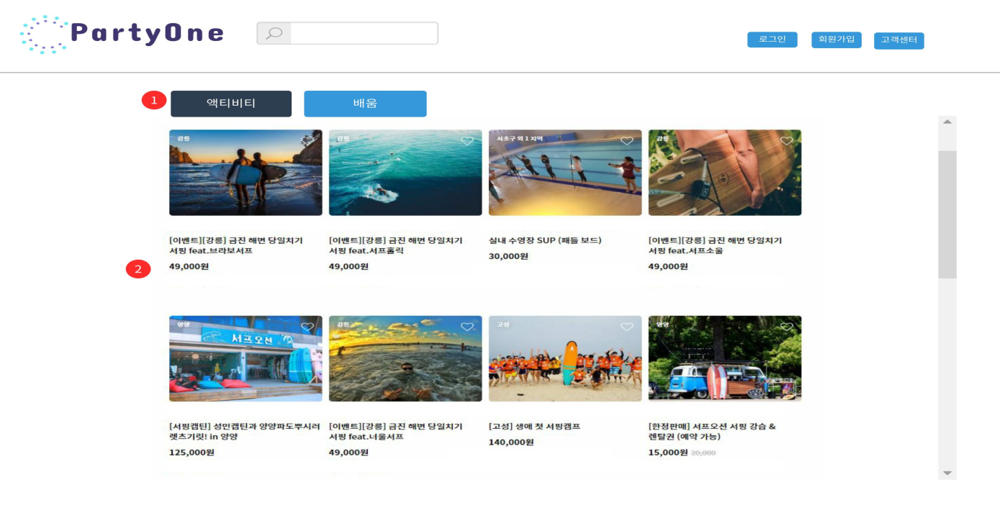 PartyOne
로그인 회원가입 고객센터
1 액티비티 배움
강릉 강릉 서초구 외 1지역 강릉
[이벤트][강릉] 금진 해변 당일치기 [이벤트][강릉] 금진 해변 당일치기 실내 수영장 SUP (패들 보드) [이벤트][강릉] 금진 해변 당일치기
서핑 feat.브라보서프 서핑 feat.서프홀릭 30,000원 서핑 feat.서프소울
2 49,000원 49,000원 49,000원
양양 강릉 고성 양양
서프오션
[서핑캡틴] 성민캡틴과 양양파도뿌시러 [이벤트][강릉] 금진 해변 당일치기 [고성] 생애 첫 서핑캠프 [한정판매] 서프오션 서핑 강습 &
렛츠기릿! in 양양 서핑 feat.너울서프 140,000원 렌탈권 (예약 가능)
125,000원 49,000원 15,000원 20,000